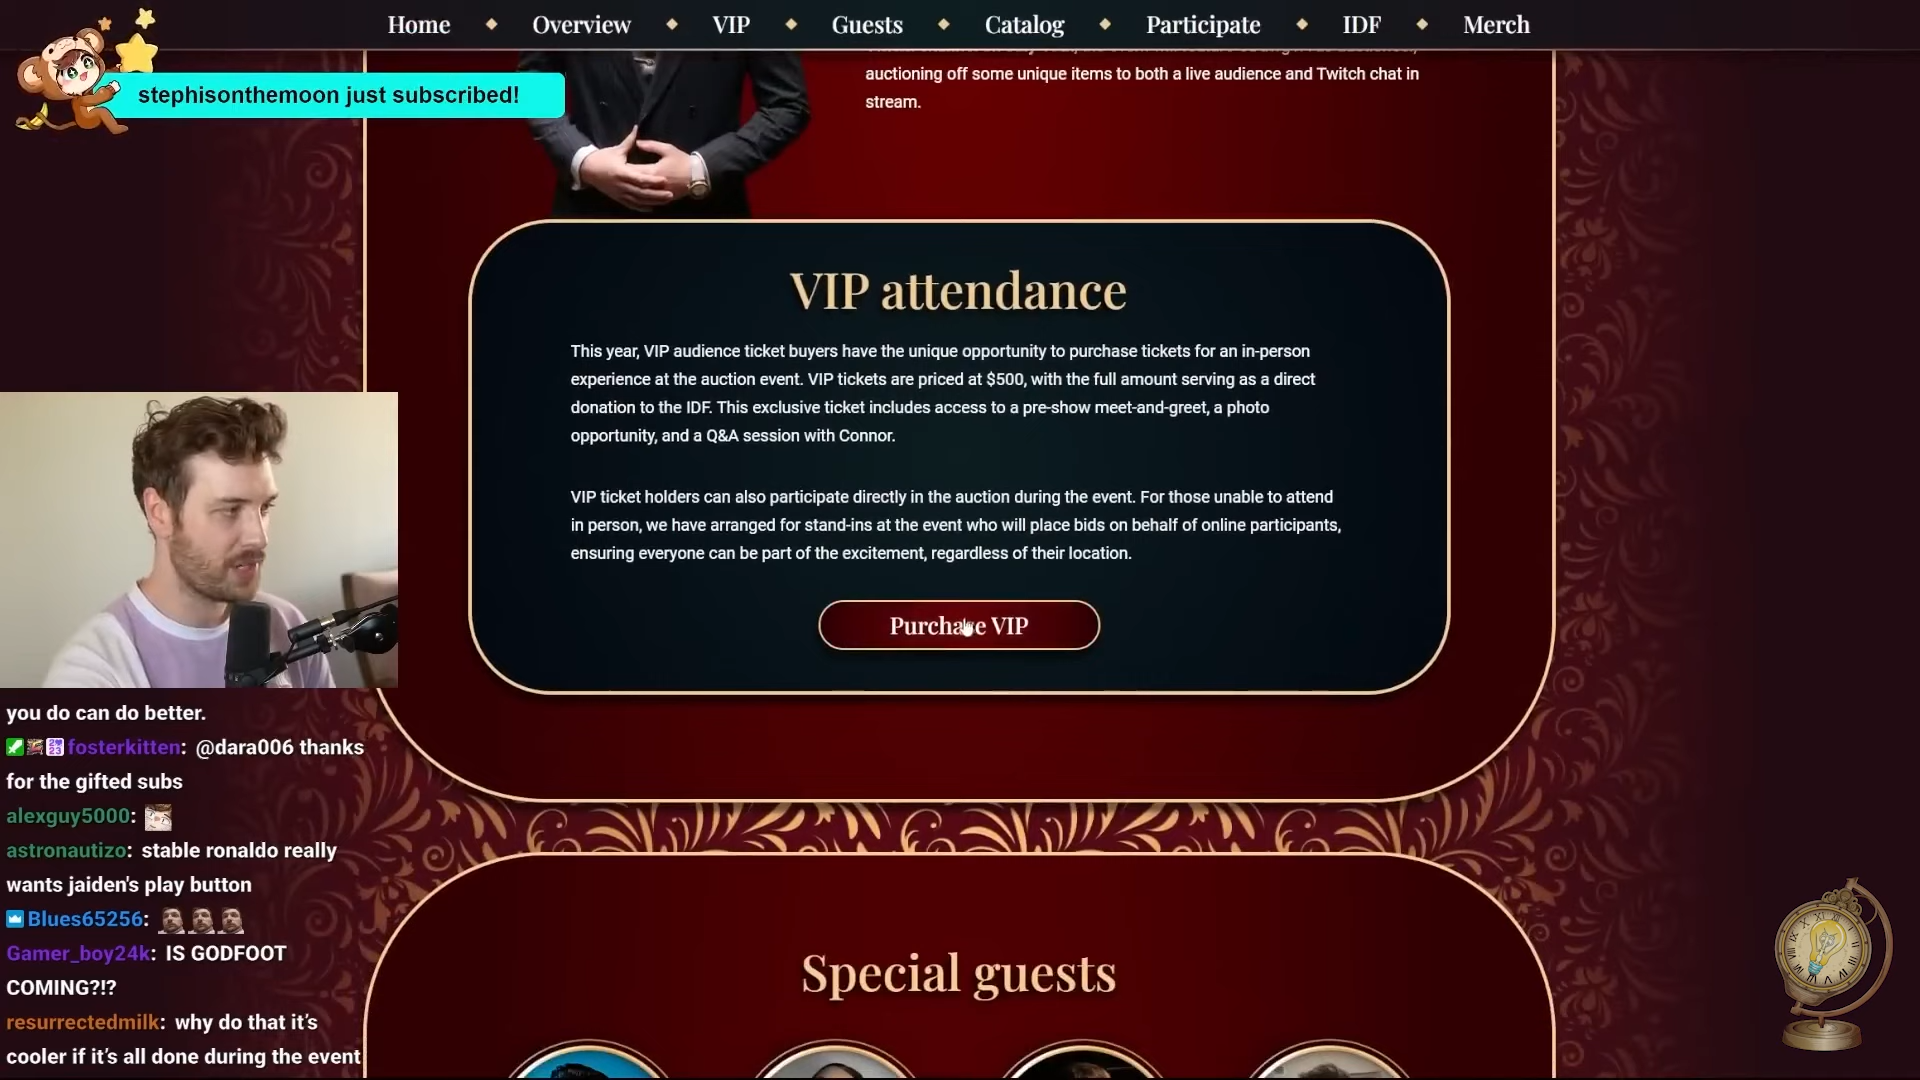 Home
Overview
VIP
Guests
Catalog
Participate
IDF
Merch
stephisonthemoon just subscribed!
auctioning off some unique items to both a live audience and Twitch chat in
stream.
VIP attendance
This year, VIP audience ticket buyers have the unique opportunity to purchase tickets for an in-person
experience at the auction event. VIP tickets are priced at $500, with the full amount serving as a direct
donation to the IDF. This exclusive ticket includes access to a pre-show meet-and-greet, a photo
opportunity, and a Q&A session with Connor.
VIP ticket holders can also participate directly in the auction during the event. For those unable to attend
in person, we have arranged for stand-ins at the event who will place bids on behalf of online participants,
ensuring everyone can be part of the excitement, regardless of their location.
Purchase VIP
Special guests
you do can do better.
fosterkitten: @dara006 thanks
for the gifted subs
alexguy5000:
astronautizo: stable ronaldo really
wants jaiden's play button
Blues65256:
Gamer_boy24k: IS GODFOOT
COMING?!?
resurrectedmilk: why do that it's
cooler if it's all done during the event